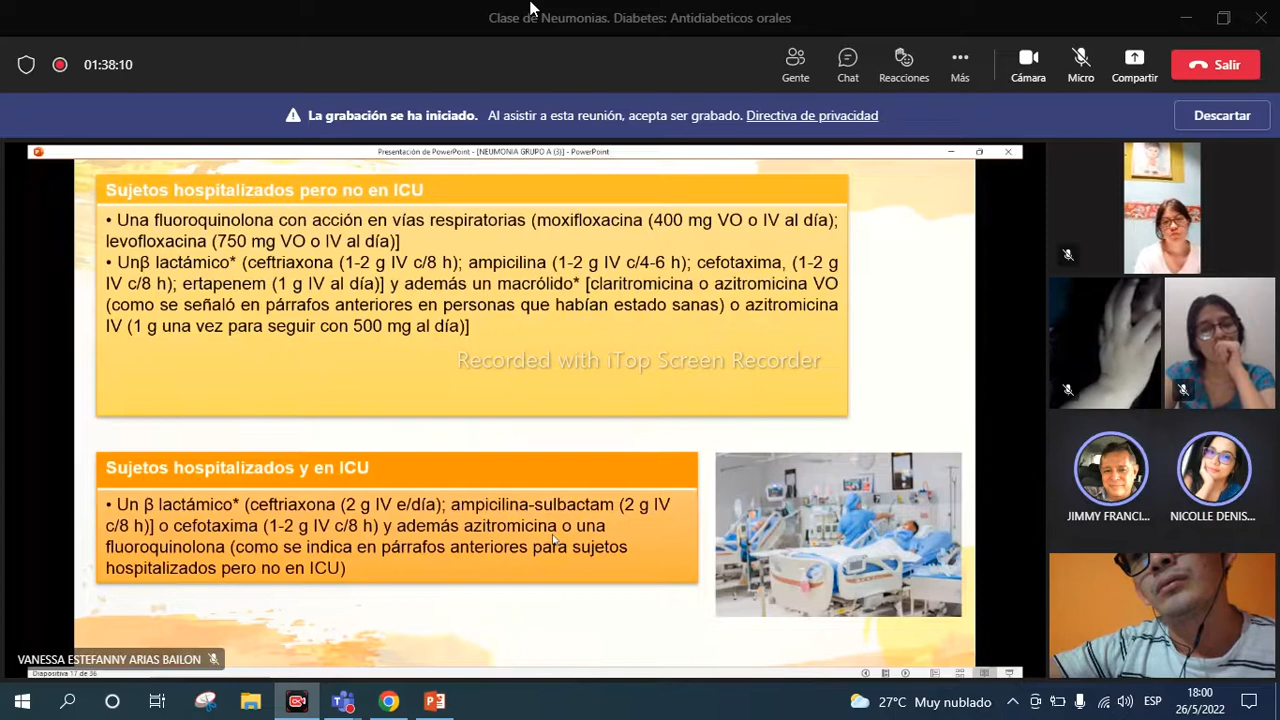 Clase de Neumonias. Diabetes: Antidiabeticos orales
01:38:10
Gente
Chat
Reacciones
Más
Cámara
Micro
Compartir
Salir
La grabación se ha iniciado. Al asistir a esta reunión, acepta ser grabado. Directiva de privacidad
Descartar
Presentación de PowerPoint - [NEUMONIA GRUPO A (3)] - PowerPoint
Sujetos hospitalizados pero no en ICU
• Una fluoroquinolona con acción en vías respiratorias (moxifloxacina (400 mg VO o IV al día);
levofloxacina (750 mg VO o IV al día)]
• Unβ lactámico* (ceftriaxona (1-2 g IV c/8 h); ampicilina (1-2 g IV c/4-6 h); cefotaxima, (1-2 g
IV c/8 h); ertapenem (1 g IV al día)] y además un macrólido* [claritromicina o azitromicina VO
(como se señaló en párrafos anteriores en personas que habían estado sanas) o azitromicina
IV (1 g una vez para seguir con 500 mg al día)]
Recorded with iTop Screen Recorder
Sujetos hospitalizados y en ICU
• Un β lactámico* (ceftriaxona (2 g IV e/día); ampicilina-sulbactam (2 g IV
c/8 h)] o cefotaxima (1-2 g IV c/8 h) y además azitromicina o una
fluoroquinolona (como se indica en párrafos anteriores para sujetos
hospitalizados pero no en ICU)
JIMMY FRANCI...
NICOLLE DENIS...
VANESSA ESTEFANNY ARIAS BAILON
Diapositiva 17 de 36
27°C Muy nublado
ESP
18:00
26/5/2022